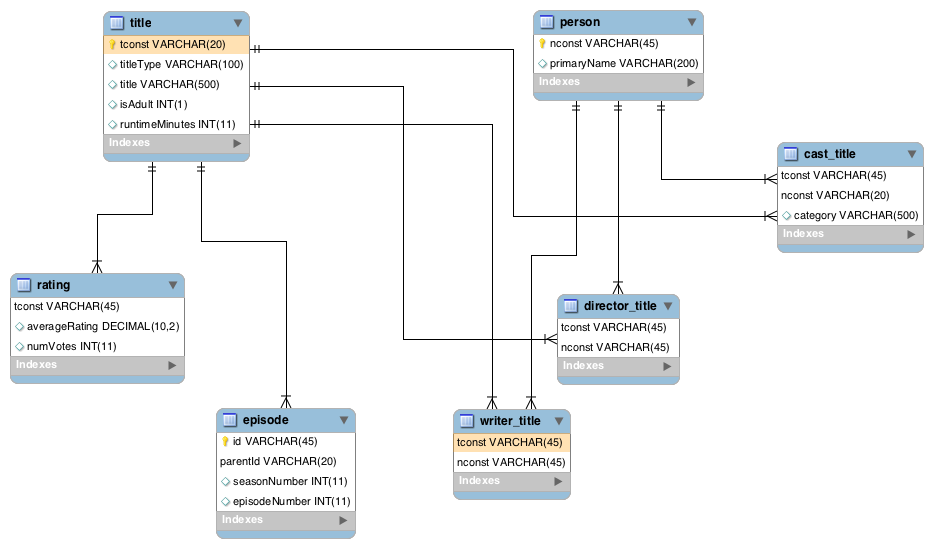 title
tconst VARCHAR(20)
titleType VARCHAR(100)
title VARCHAR(500)
isAdult INT(1)
runtimeMinutes INT(11)
Indexes
person
nconst VARCHAR(45)
primaryName VARCHAR(200)
Indexes
cast_title
tconst VARCHAR(45)
nconst VARCHAR(20)
category VARCHAR(500)
Indexes
rating
tconst VARCHAR(45)
averageRating DECIMAL(10,2)
numVotes INT(11)
Indexes
director_title
tconst VARCHAR(45)
nconst VARCHAR(45)
Indexes
episode
id VARCHAR(45)
parentId VARCHAR(20)
seasonNumber INT(11)
episodeNumber INT(11)
Indexes
writer_title
tconst VARCHAR(45)
nconst VARCHAR(45)
Indexes